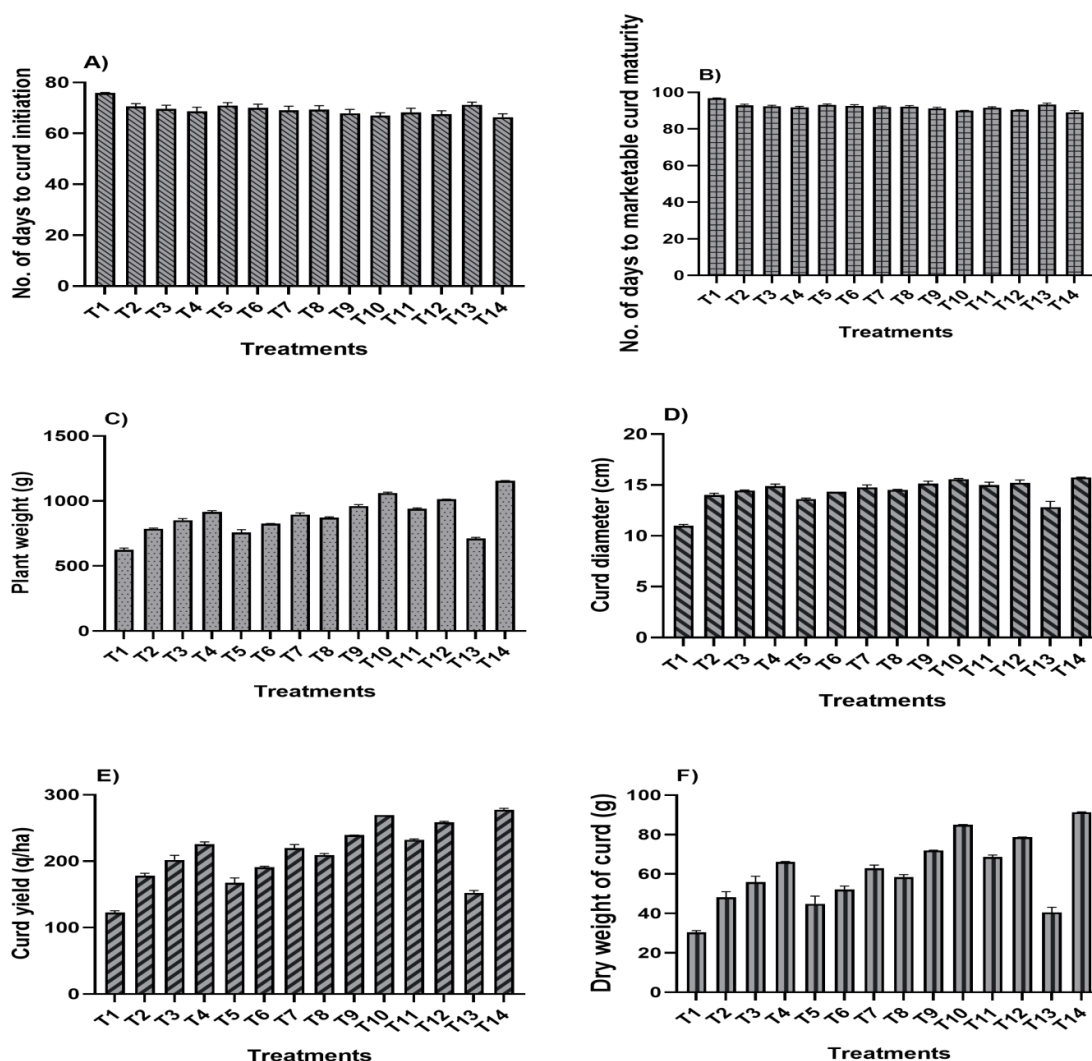 A)
No. of days to curd initiation
80
60
40
20
0
T1 T2 T3 T4 T5 T6 T7 T8 T9 T10 T11 T12 T13 T14
Treatments
B)
No. of days to marketable curd maturity
100
80
60
40
20
0
T1 T2 T3 T4 T5 T6 T7 T8 T9 T10 T11 T12 T13 T14
Treatments
C)
Plant weight (g)
1500
1000
500
0
T1 T2 T3 T4 T5 T6 T7 T8 T9 T10 T11 T12 T13 T14
Treatments
D)
Curd diameter (cm)
20
15
10
5
0
T1 T2 T3 T4 T5 T6 T7 T8 T9 T10 T11 T12 T13 T14
Treatments
E)
Curd yield (q/ha)
300
200
100
0
T1 T2 T3 T4 T5 T6 T7 T8 T9 T10 T11 T12 T13 T14
Treatments
F)
Dry weight of curd (g)
100
80
60
40
20
0
T1 T2 T3 T4 T5 T6 T7 T8 T9 T10 T11 T12 T13 T14
Treatments